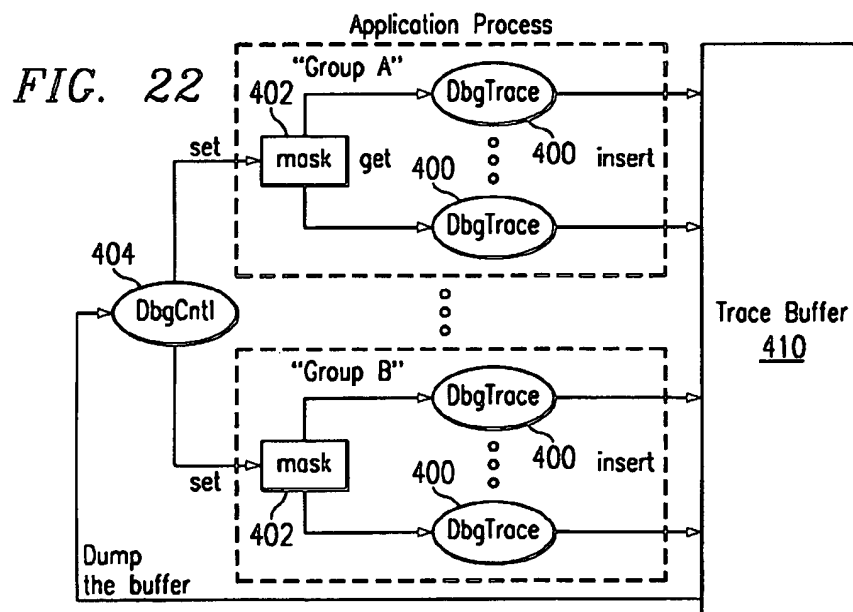 Application Process
FIG. 22
"Group A"
402
DbgTrace
set
mask
get
400
insert
400
DbgTrace
404
DbgCntl
Trace Buffer
410
"Group B"
DbgTrace
mask
400
insert
set
400
402
DbgTrace
Dump
the buffer